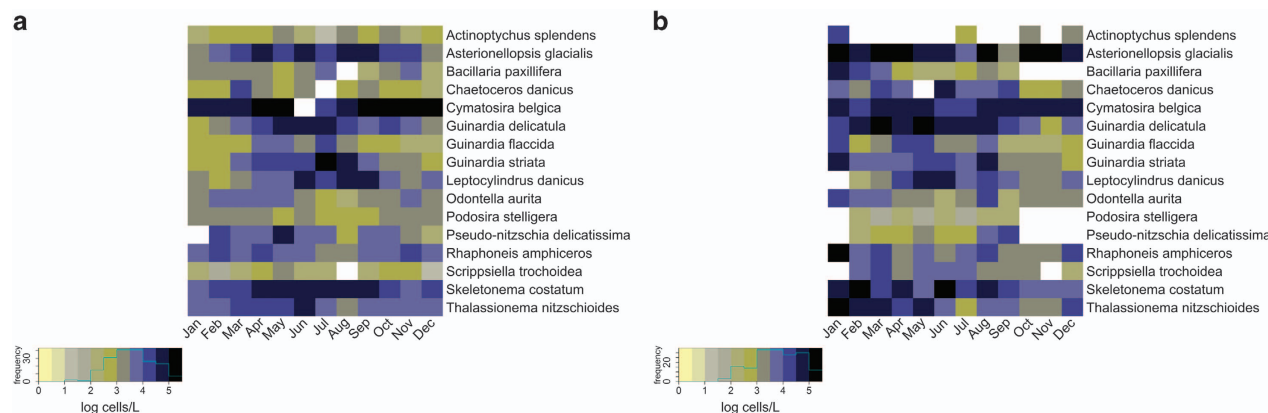 a
Actinoptychus splendens
Asterionellopsis glacialis
Bacillaria paxillifera
Chaetoceros danicus
Cymatosira belgica
Guinardia delicatula
Guinardia flaccida
Guinardia striata
Leptocylindrus danicus
Odontella aurita
Podosira stelligera
Pseudo-nitzschia delicatissima
Rhaphoneis amphiceros
Scrippsiella trochoidea
Skeletonema costatum
Thalassionema nitzschioides
Jan Feb Mar Apr May Jun Jul Aug Sep Oct Nov Dec
frequency
0 30
0 1 2 3 4 5
log cells/L
b
Actinoptychus splendens
Asterionellopsis glacialis
Bacillaria paxillifera
Chaetoceros danicus
Cymatosira belgica
Guinardia delicatula
Guinardia flaccida
Guinardia striata
Leptocylindrus danicus
Odontella aurita
Podosira stelligera
Pseudo-nitzschia delicatissima
Rhaphoneis amphiceros
Scrippsiella trochoidea
Skeletonema costatum
Thalassionema nitzschioides
Jan Feb Mar Apr May Jun Jul Aug Sep Oct Nov Dec
frequency
0 20
0 1 2 3 4 5
log cells/L